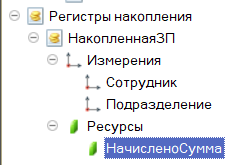 Регистры накопления
НакопленнаяЗП
Измерения
Сотрудник
Подразделение
Ресурсы
НачисленоСумма